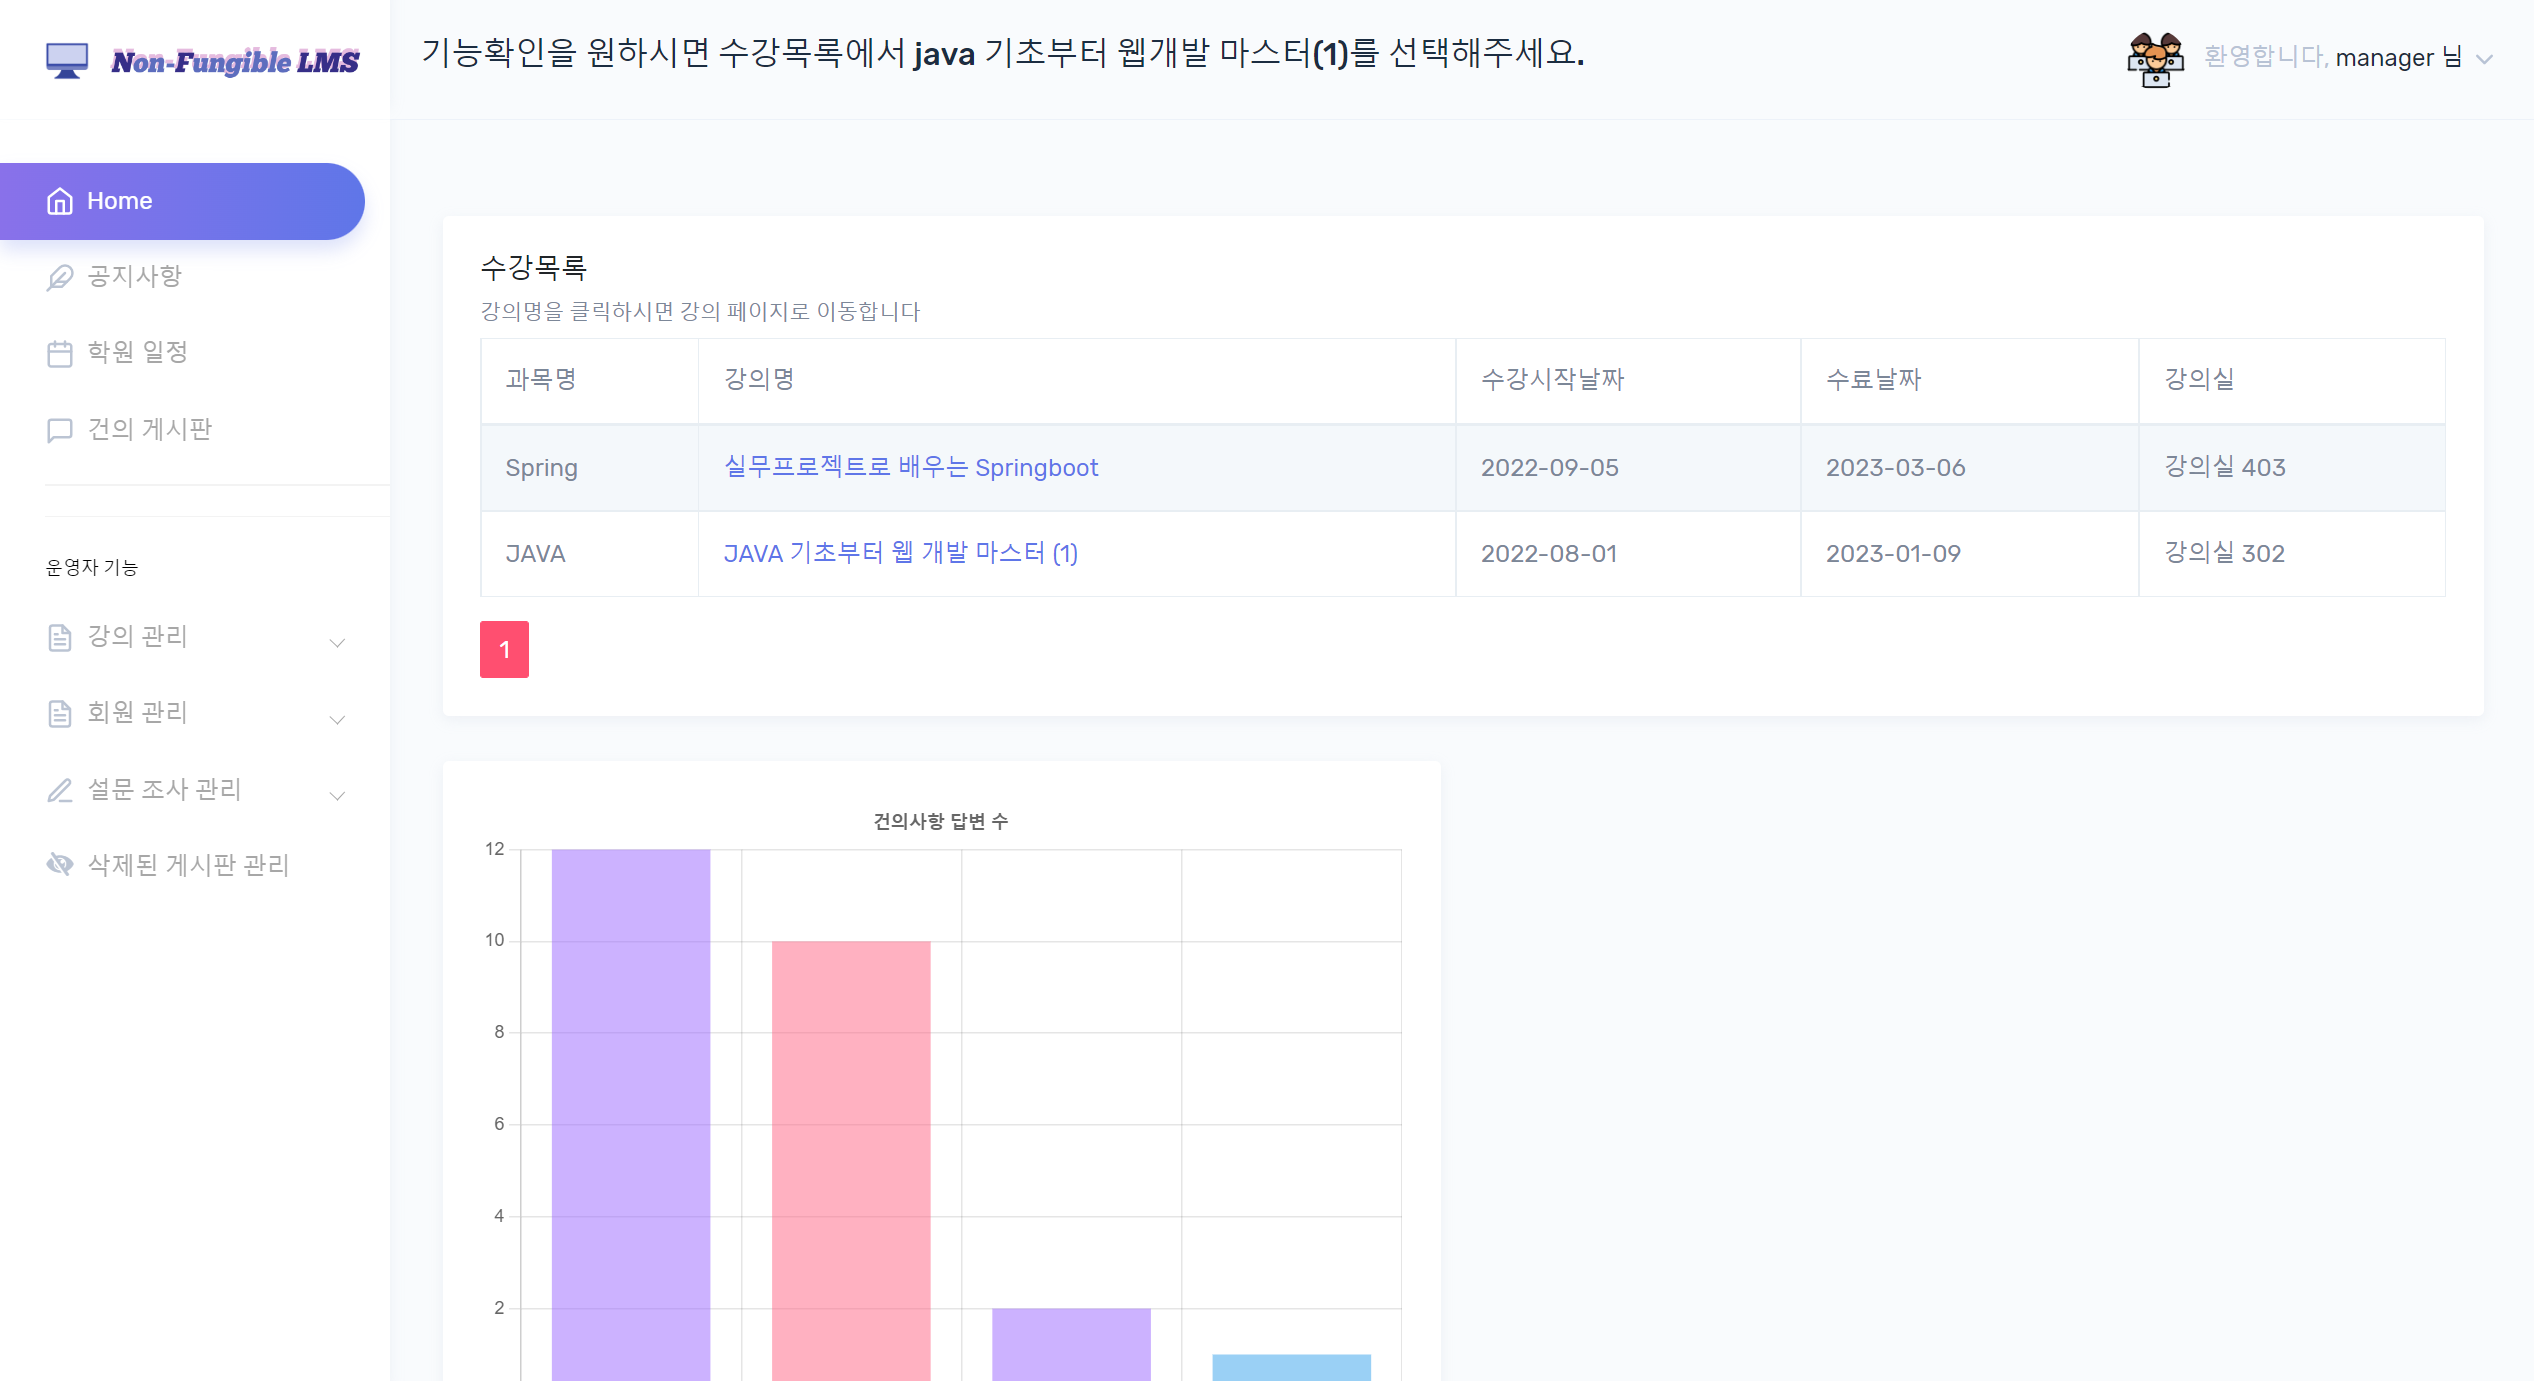 Non-Fungible LMS
기능확인을 원하시면 수강목록에서 java 기초부터 웹개발 마스터(1)를 선택해주세요.
환영합니다, manager 님
Home
공지사항
학원 일정
건의 게시판
운영자 기능
강의 관리
회원 관리
설문 조사 관리
삭제된 게시판 관리
수강목록
강의명을 클릭하시면 강의 페이지로 이동합니다
과목명 강의명 수강시작날짜 수료날짜 강의실
Spring 실무프로젝트로 배우는 Springboot 2022-09-05 2023-03-06 강의실 403
JAVA JAVA 기초부터 웹 개발 마스터 (1) 2022-08-01 2023-01-09 강의실 302
1
건의사항 답변 수
12
10
8
6
4
2